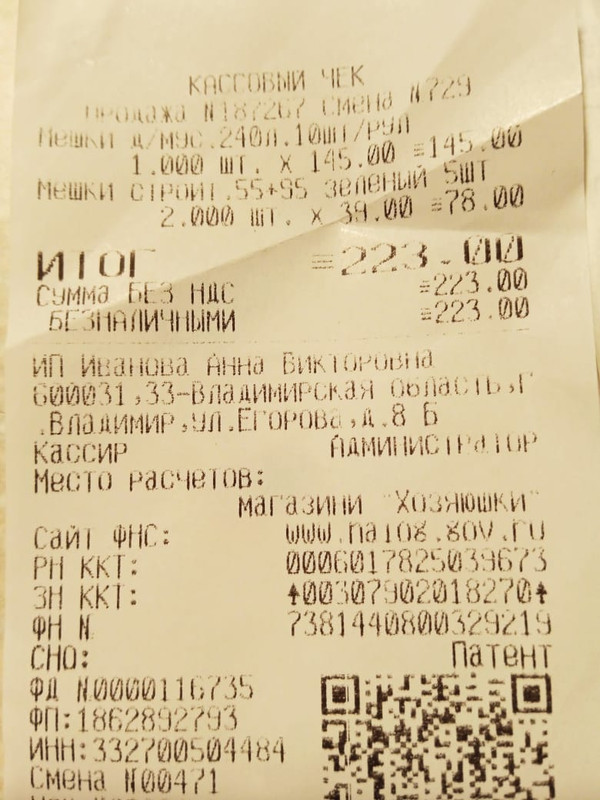 КАССОВЫЙ ЧЕК
ПРОДАЖА N187267 СМЕНА N729
Мешки д/мус.240л.10шт/рул
1.000 шт. X 145.00 =145.00
Мешки строит.55*95 зеленый 5шт
2.000 шт. X 39.00 =78.00
ИТОГ =223.00
Сумма БЕЗ НДС =223.00
БЕЗНАЛИЧНЫМИ =223.00
ИП Иванова Анна Викторовна
600031,33-Владимирская область,г
.Владимир,ул.Егорова,д.8 Б
Кассир Администратор
Место расчетов:
магазини "Хозяюшки"
Сайт ФНС: www.nalog.gov.ru
РН ККТ: 0006017825039673
ЗН ККТ: 00307902018270
ФН N 7381440800329219
СНО: Патент
ФД N0000116735
ФП:1862892793
ИНН:332700504484
Смена N00471